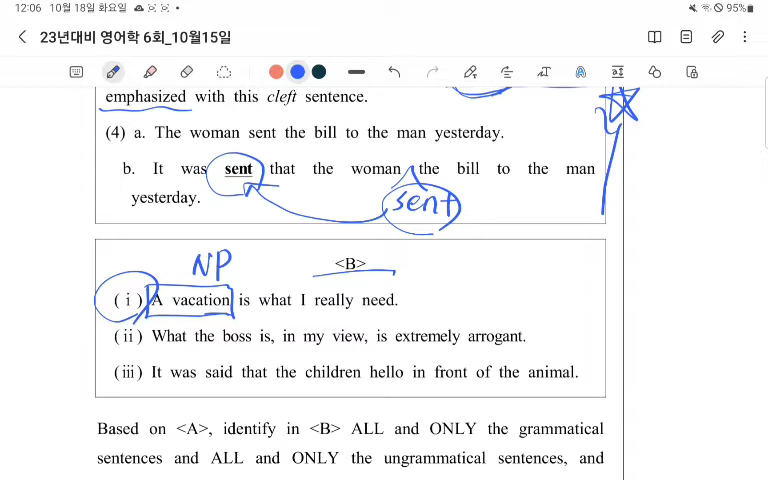 12:06 10월 18일 화요일
95%
23년대비 영어학 6회_10월15일
emphasized with this cleft sentence.
(4) a. The woman sent the bill to the man yesterday.
b. It was sent that the woman the bill to the man
yesterday.
sent
NP
<B>
(ⅰ) A vacation is what I really need.
(ⅱ) What the boss is, in my view, is extremely arrogant.
(ⅲ) It was said that the children hello in front of the animal.
Based on <A>, identify in <B> ALL and ONLY the grammatical
sentences and ALL and ONLY the ungrammatical sentences, and